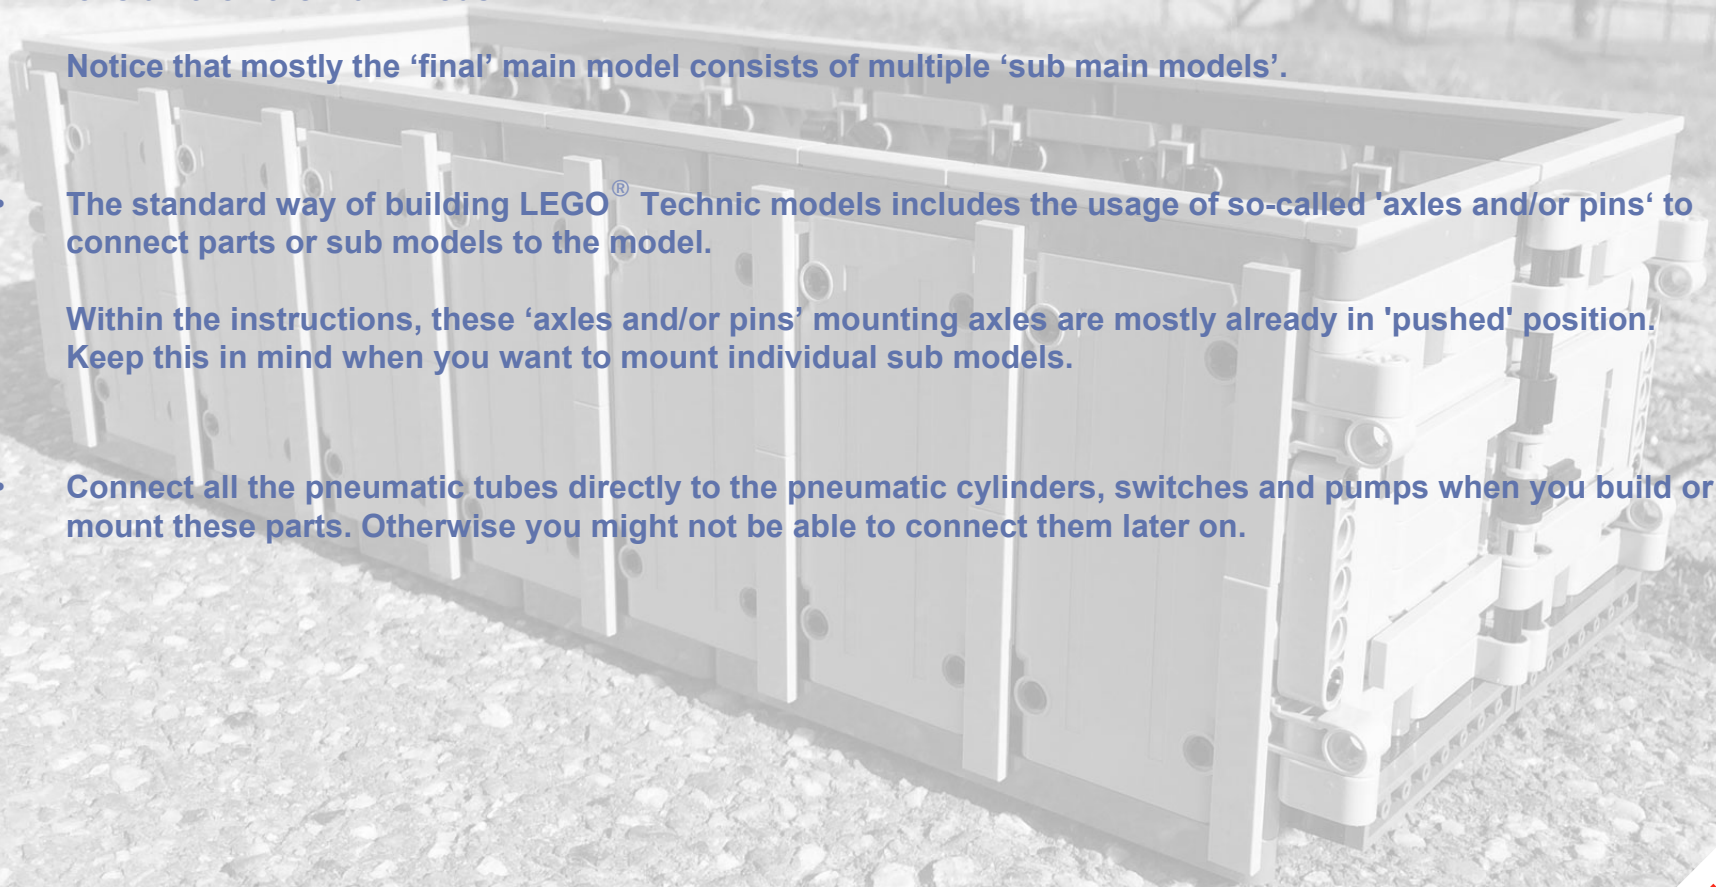 Notice that mostly the ‘final’ main model consists of multiple ‘sub main models’.
• The standard way of building LEGO® Technic models includes the usage of so-called 'axles and/or pins‘ to
connect parts or sub models to the model.
Within the instructions, these ‘axles and/or pins’ mounting axles are mostly already in 'pushed' position.
Keep this in mind when you want to mount individual sub models.
• Connect all the pneumatic tubes directly to the pneumatic cylinders, switches and pumps when you build or
mount these parts. Otherwise you might not be able to connect them later on.